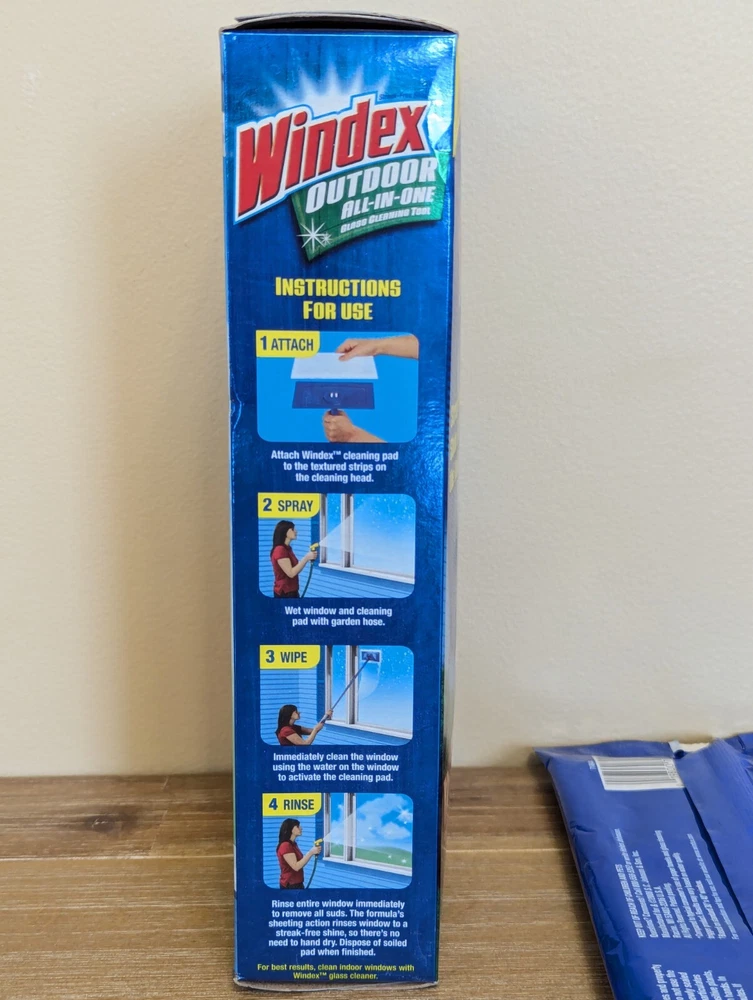 Windex
OUTDOOR
ALL-IN-ONE
GLASS CLEANING TOOL
INSTRUCTIONS
FOR USE
1 ATTACH
Attach Windex™ cleaning pad
to the textured strips on
the cleaning head.
2 SPRAY
Wet window and cleaning
pad with garden hose.
3 WIPE
Immediately clean the window
using the water on the window
to activate the cleaning pad.
4 RINSE
Rinse entire window immediately
to remove all suds. The formula's
sheeting action rinses window to a
streak-free shine, so there's no
need to hand dry. Dispose of soiled
pad when finished.
For best results, clean indoor windows with
Windex™ glass cleaner.